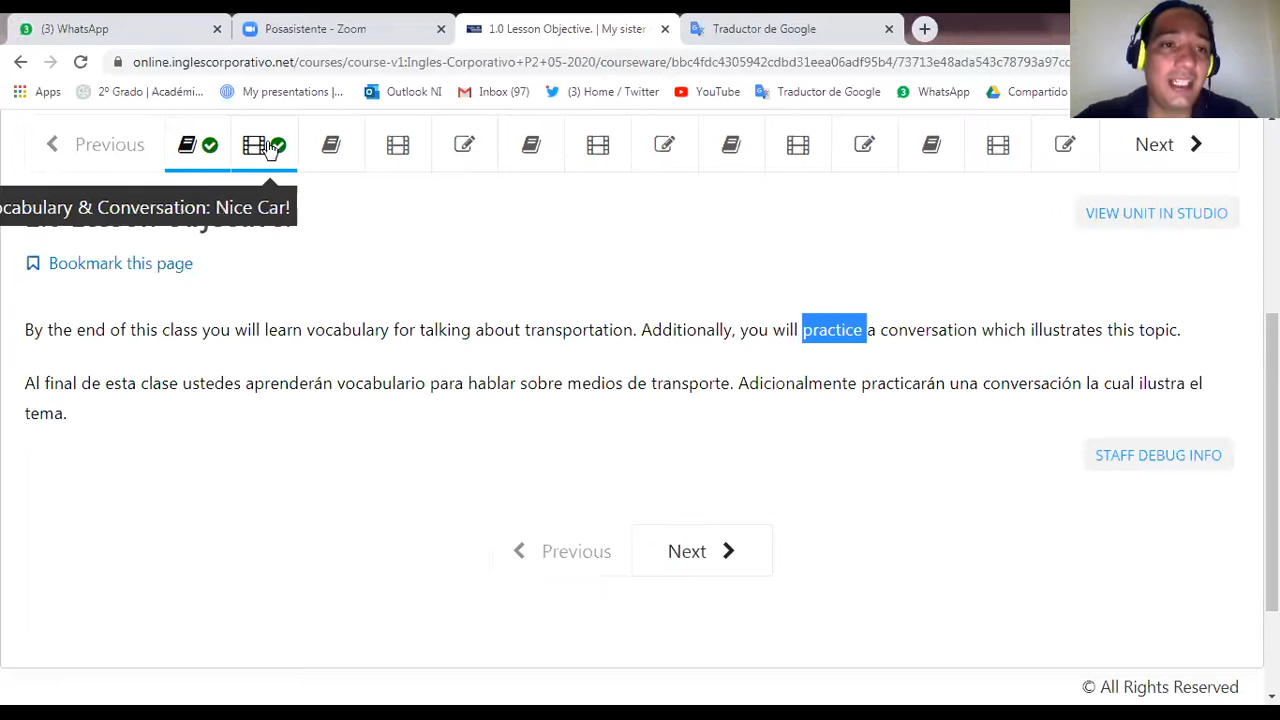 (3) WhatsApp
Posasistente - Zoom
1.0 Lesson Objective. | My sister
Traductor de Google
online.inglescorporativo.net/courses/course-v1:Ingles-Corporativo+P2+05-2020/courseware/bbc4fdc4305942cdbd31eea06adf95b4/73713e48ada543c78793a97cc
Apps
2º Grado | Académi...
My presentations |...
Outlook NI
Inbox (97)
(3) Home / Twitter
YouTube
Traductor de Google
WhatsApp
Compartido
Previous
Next
ocabulary & Conversation: Nice Car!
VIEW UNIT IN STUDIO
Bookmark this page
By the end of this class you will learn vocabulary for talking about transportation. Additionally, you will practice a conversation which illustrates this topic.
Al final de esta clase ustedes aprenderán vocabulario para hablar sobre medios de transporte. Adicionalmente practicarán una conversación la cual ilustra el
tema.
STAFF DEBUG INFO
Previous
Next
© All Rights Reserved